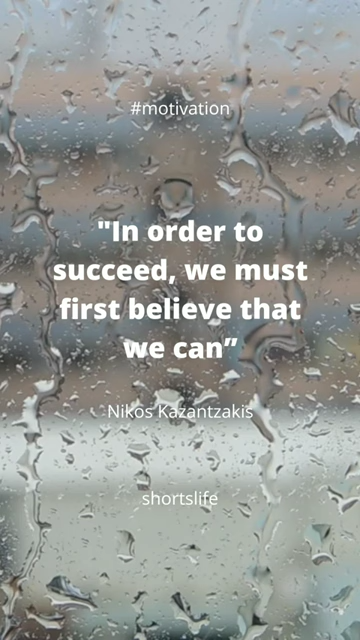 #motivation
"In order to
succeed, we must
first believe that
we can”
Nikos Kazantzakis
shortslife